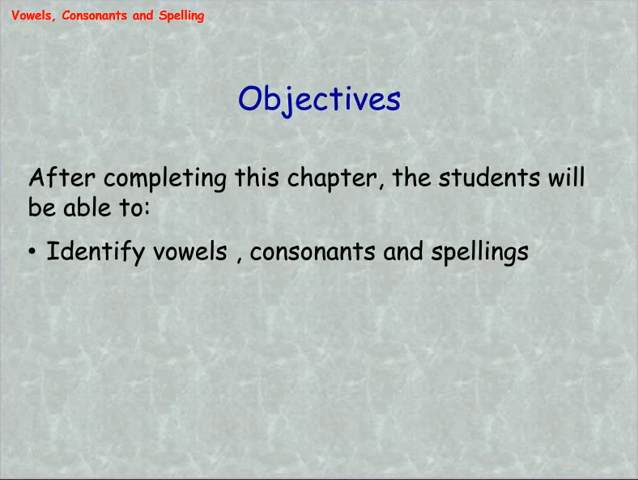 Vowels, Consonants and Spelling
Objectives
After completing this chapter, the students will
be able to:
• Identify vowels , consonants and spellings